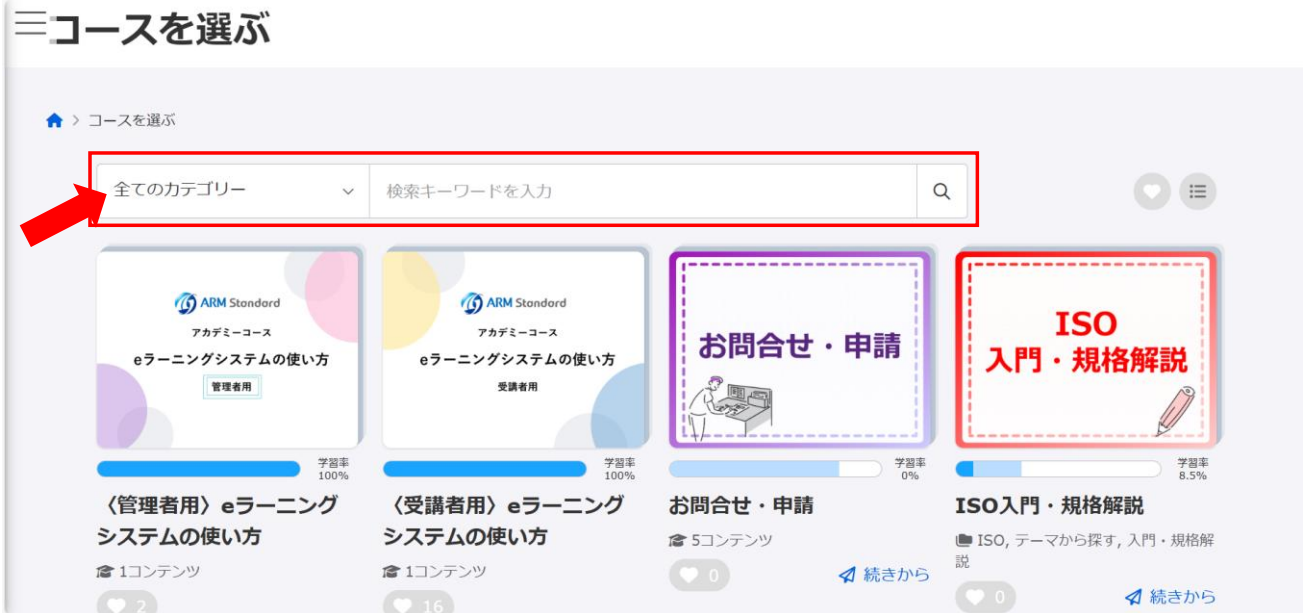 コースを選ぶ
コースを選ぶ
全てのカテゴリー
検索キーワードを入力
ARM Standard
アカデミーコース
eラーニングシステムの使い方
管理者用
ARM Standard
アカデミーコース
eラーニングシステムの使い方
受講者用
お問合せ・申請
ISO
入門・規格解説
学習率
100%
学習率
100%
学習率
0%
学習率
8.5%
〈管理者用〉eラーニング
システムの使い方
1コンテンツ
2
〈受講者用〉eラーニング
システムの使い方
1コンテンツ
16
お問合せ・申請
5コンテンツ
0
続きから
ISO入門・規格解説
ISO, テーマから探す, 入門・規格解
説
0
続きから